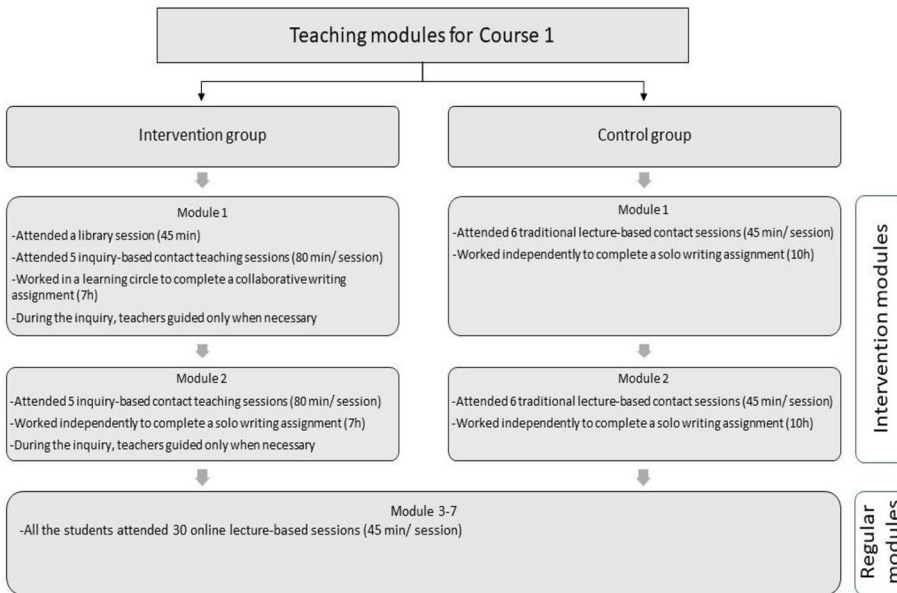 Teaching modules for Course 1
Intervention group
Control group
Module 1
-Attended a library session (45 min)
-Attended 5 inquiry-based contact teaching sessions (80 min/ session)
-Worked in a learning circle to complete a collaborative writing
assignment (7h)
-During the inquiry, teachers guided only when necessary
Module 1
-Attended 6 traditional lecture-based contact sessions (45 min/ session)
-Worked independently to complete a solo writing assignment (10h)
Intervention modules
Module 2
-Attended 5 inquiry-based contact teaching sessions (80 min/ session)
-Worked independently to complete a solo writing assignment (7h)
-During the inquiry, teachers guided only when necessary
Module 2
-Attended 6 traditional lecture-based contact sessions (45 min/ session)
-Worked independently to complete a solo writing assignment (10h)
Module 3-7
-All the students attended 30 online lecture-based sessions (45 min/ session)
Regular
modules